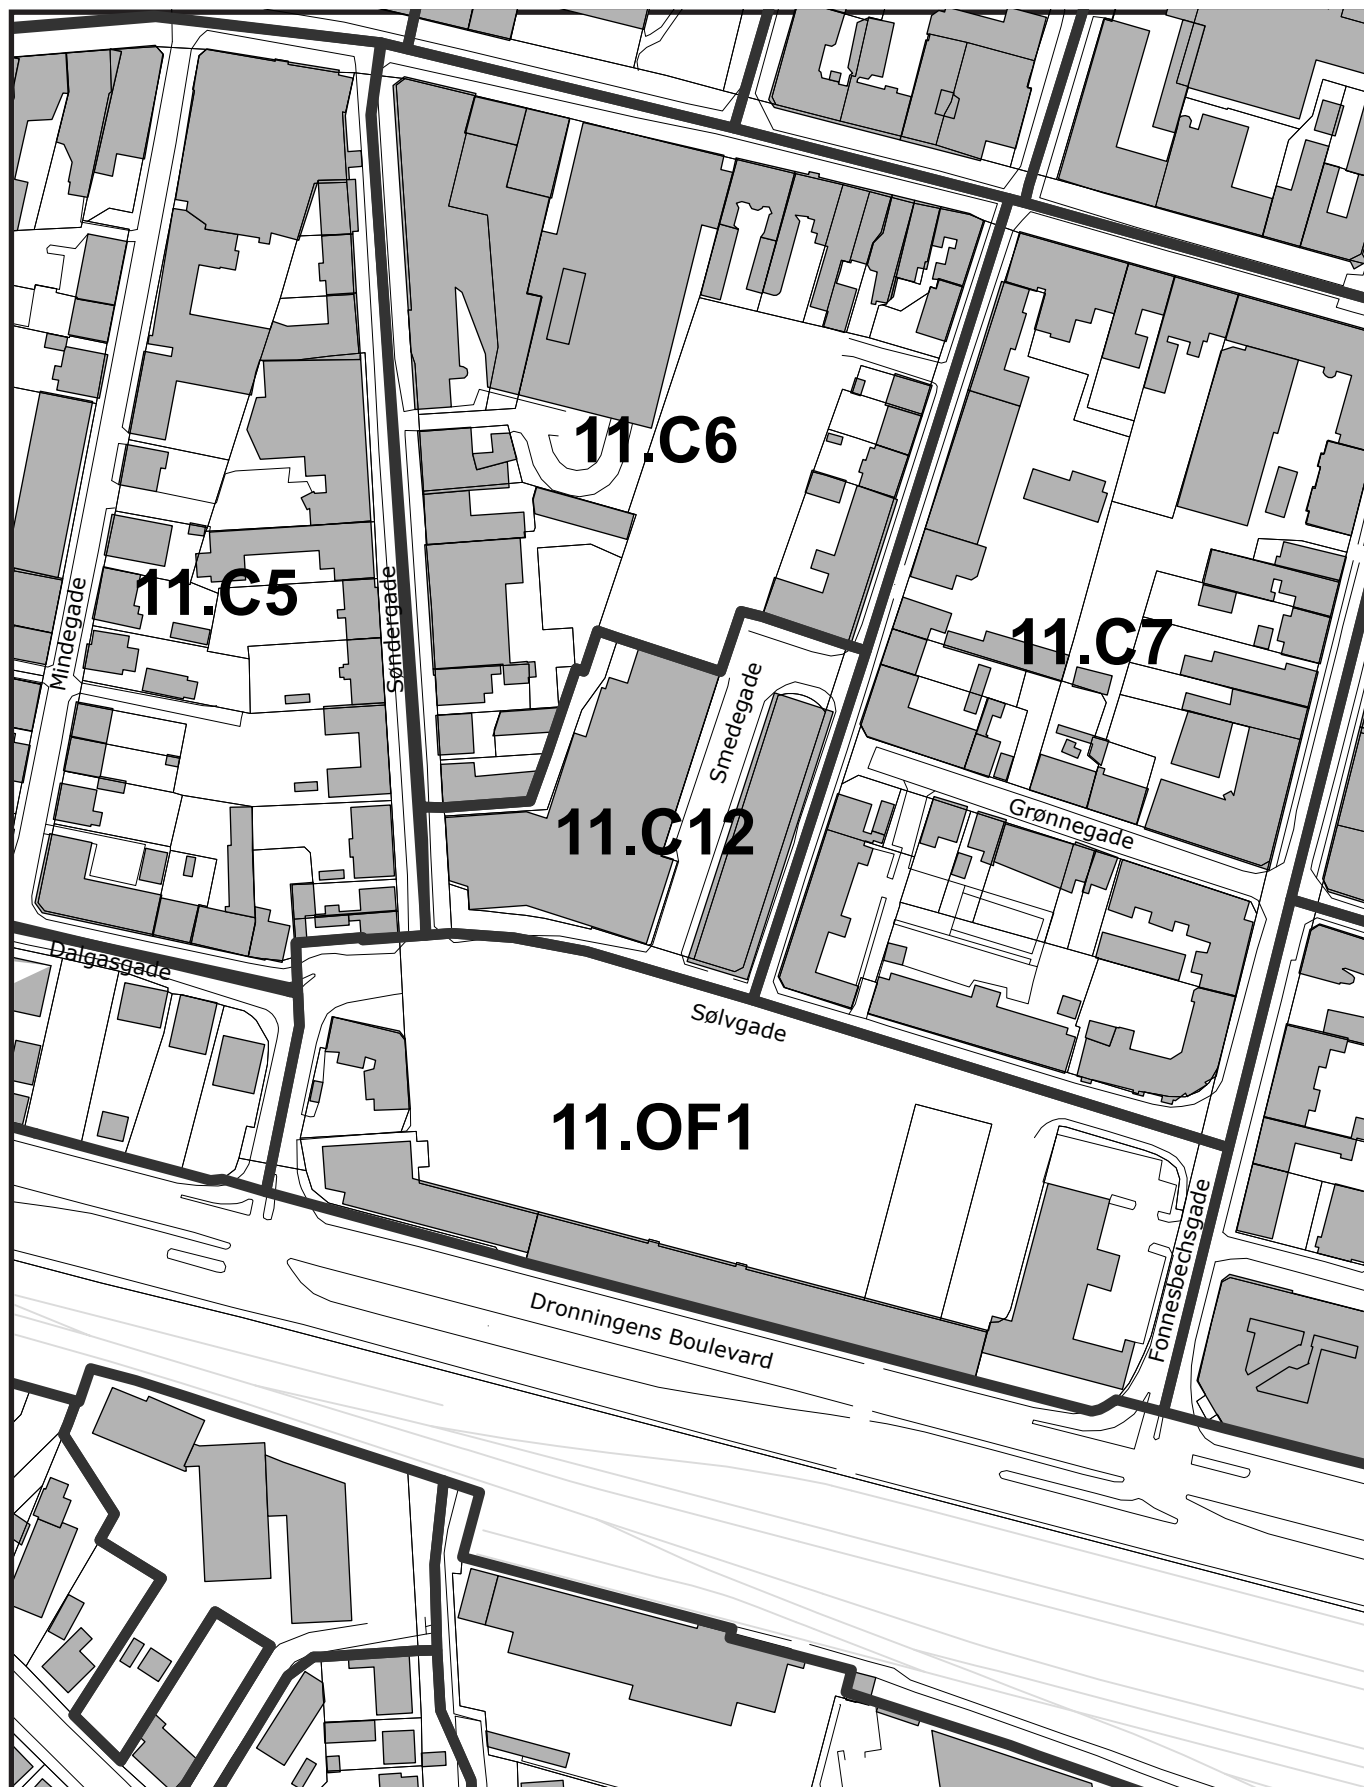 11.C6
11.C5
Mindegade
Søndergade
11.C7
Smedegade
Grønnegade
11.C12
Dalgasgade
Sølvgade
11.OF1
Fonnesbechsgade
Dronningens Boulevard